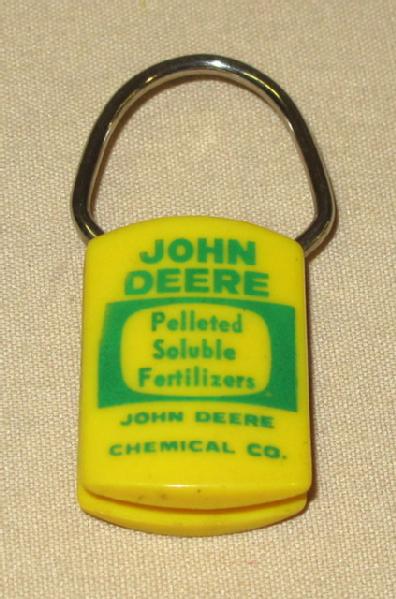 JOHN
DEERE
Pelleted
Soluble
Fertilizers
JOHN DEERE
CHEMICAL CO.